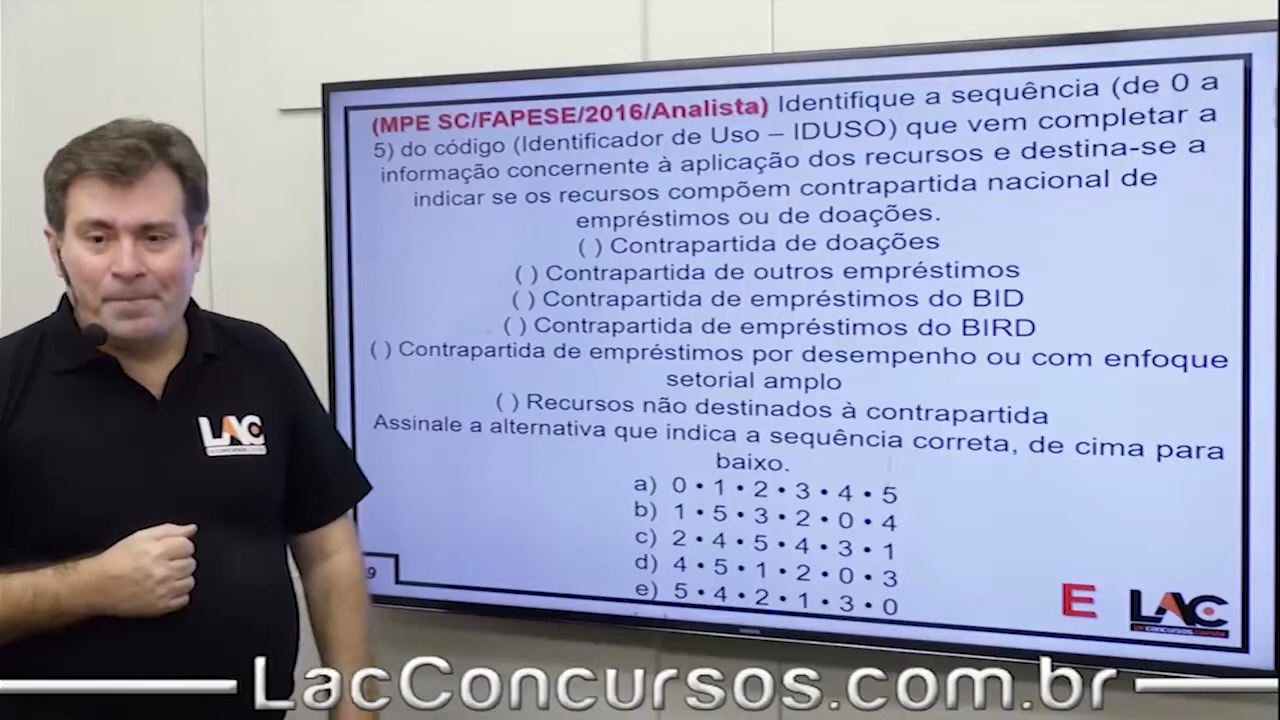 (MPE SC/FAPESE/2016/Analista) Identifique a sequência (de 0 a
5) do código (Identificador de Uso – IDUSO) que vem completar a
informação concernente à aplicação dos recursos e destina-se a
indicar se os recursos compõem contrapartida nacional de
empréstimos ou de doações.
( ) Contrapartida de doações
( ) Contrapartida de outros empréstimos
( ) Contrapartida de empréstimos do BID
( ) Contrapartida de empréstimos do BIRD
( ) Contrapartida de empréstimos por desempenho ou com enfoque
setorial amplo
( ) Recursos não destinados à contrapartida
Assinale a alternativa que indica a sequência correta, de cima para
baixo.
a) 0 • 1 • 2 • 3 • 4 • 5
b) 1 • 5 • 3 • 2 • 0 • 4
c) 2 • 4 • 5 • 4 • 3 • 1
d) 4 • 5 • 1 • 2 • 0 • 3
e) 5 • 4 • 2 • 1 • 3 • 0
9
E
LAC
LAC
LacConcursos.com.br